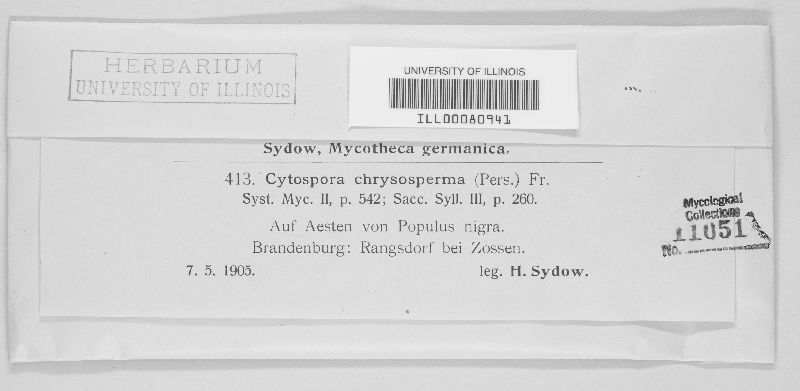 HERBARIUM
UNIVERSITY OF ILLINOIS
UNIVERSITY OF ILLINOIS
ILL00080941
Sydow, Mycotheca germanica.
413. Cytospora chrysosperma (Pers.) Fr.
Syst. Myc. II, p. 542; Sacc. Syll. III, p. 260.
Auf Aesten von Populus nigra.
Brandenburg: Rangsdorf bei Zossen.
7. 5. 1905. leg. H. Sydow.
Mycological
Collections
11051
No.